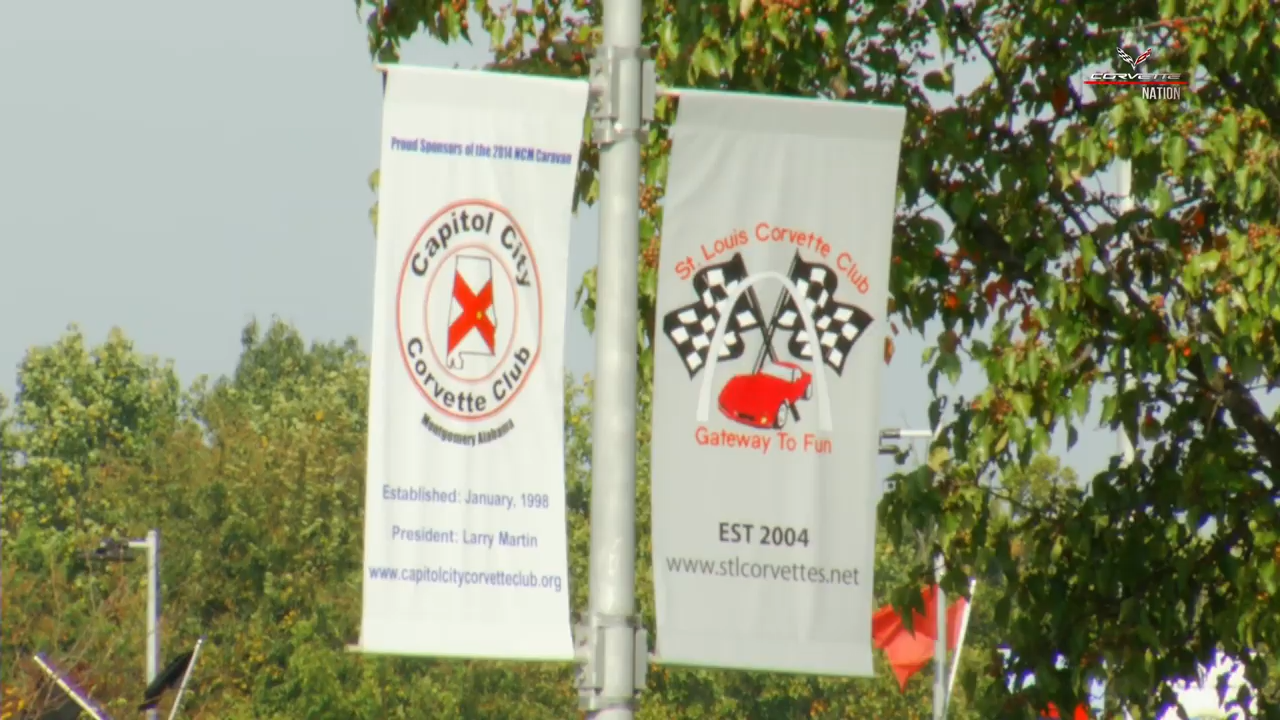 Proud Sponsors of the 2014 NCM Caravan
Capitol City
Corvette Club
Montgomery Alabama
Established: January, 1998
President: Larry Martin
www.capitolcitycorvetteclub.org
St. Louis Corvette Club
Gateway To Fun
EST 2004
www.stlcorvettes.net
CORVETTE
NATION